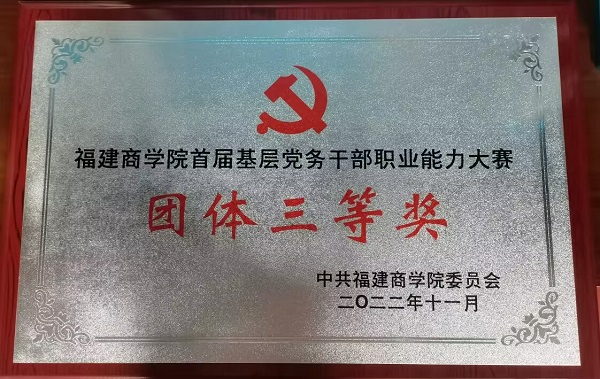 福建商学院首届基层党务干部职业能力大赛
团体三等奖
中共福建商学院委员会
二〇二二年十一月